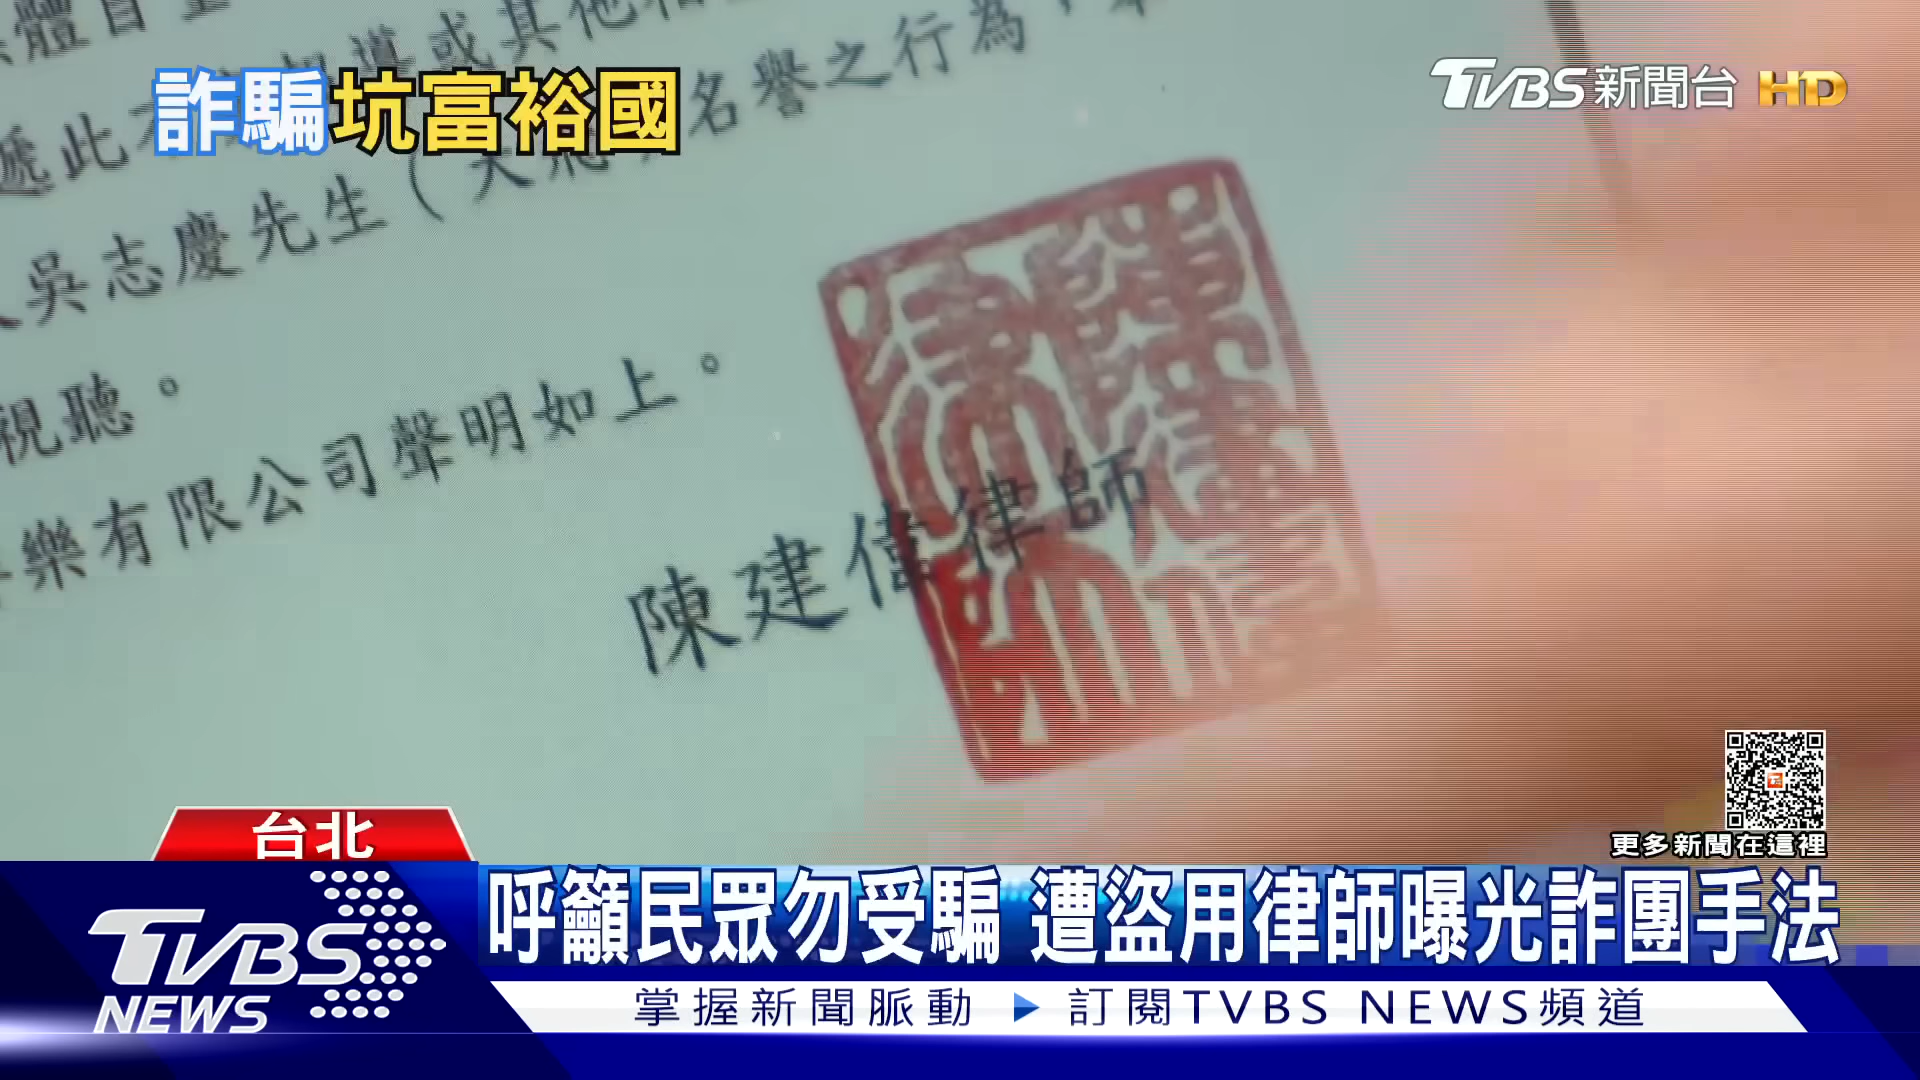 體
詐騙坑富裕國
TVBS新聞台 HD
遞此
報導或其他
名譽之行為，
吳志慶先生（
視聽。
樂有限公司聲明如上。
陳建偉律師
更多新聞在這裡
台北
呼籲民眾勿受騙 遭盜用律師曝光詐團手法
TVBS NEWS
掌握新聞脈動 ▶ 訂閱TVBS NEWS頻道